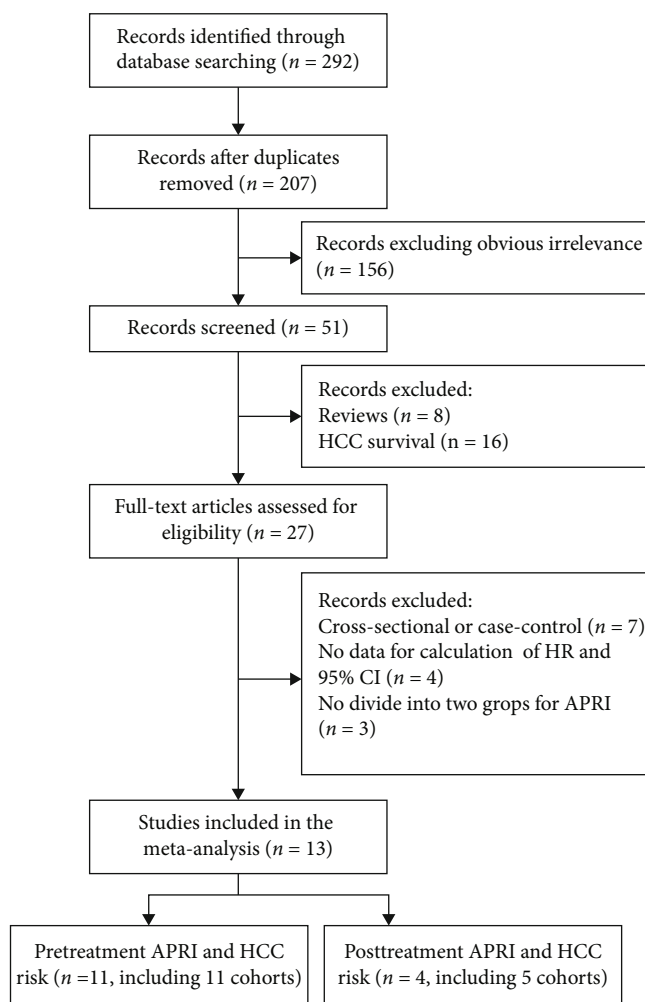 Records identified through
database searching (n = 292)
Records after duplicates
removed (n = 207)
Records excluding obvious irrelevance
(n = 156)
Records screened (n = 51)
Records excluded:
Reviews (n = 8)
HCC survival (n = 16)
Full-text articles assessed for
eligibility (n = 27)
Records excluded:
Cross-sectional or case-control (n = 7)
No data for calculation of HR and
95% CI (n = 4)
No divide into two grops for APRI
(n = 3)
Studies included in the
meta-analysis (n = 13)
Pretreatment APRI and HCC
risk (n =11, including 11 cohorts)
Posttreatment APRI and HCC
risk (n = 4, including 5 cohorts)